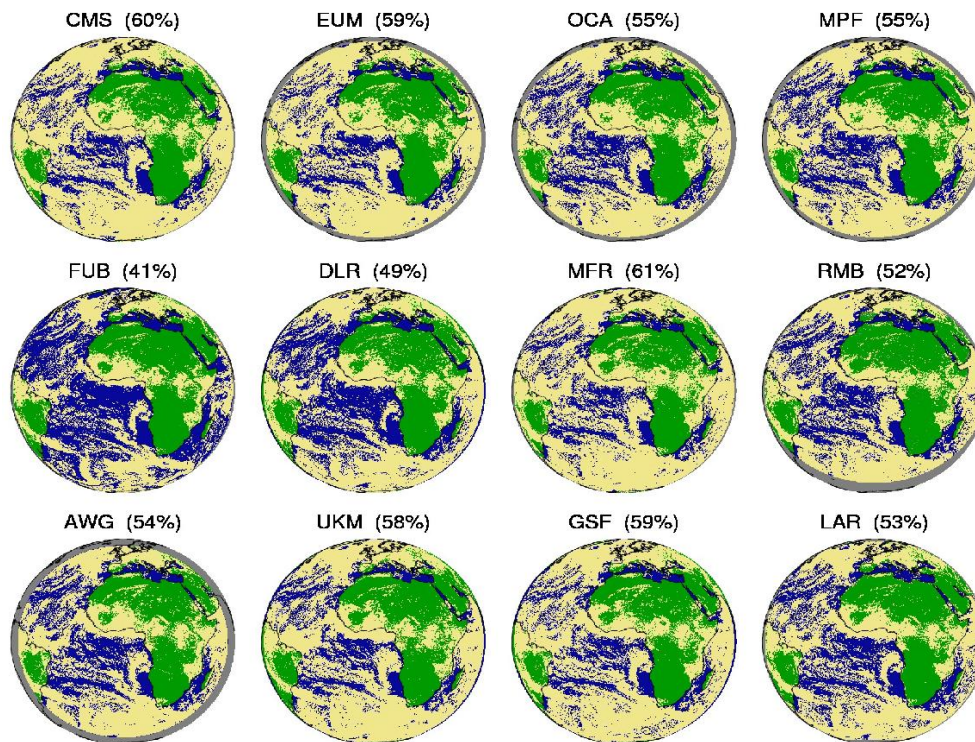 CMS (60%) EUM (59%) OCA (55%) MPF (55%)
FUB (41%) DLR (49%) MFR (61%) RMB (52%)
AWG (54%) UKM (58%) GSF (59%) LAR (53%)